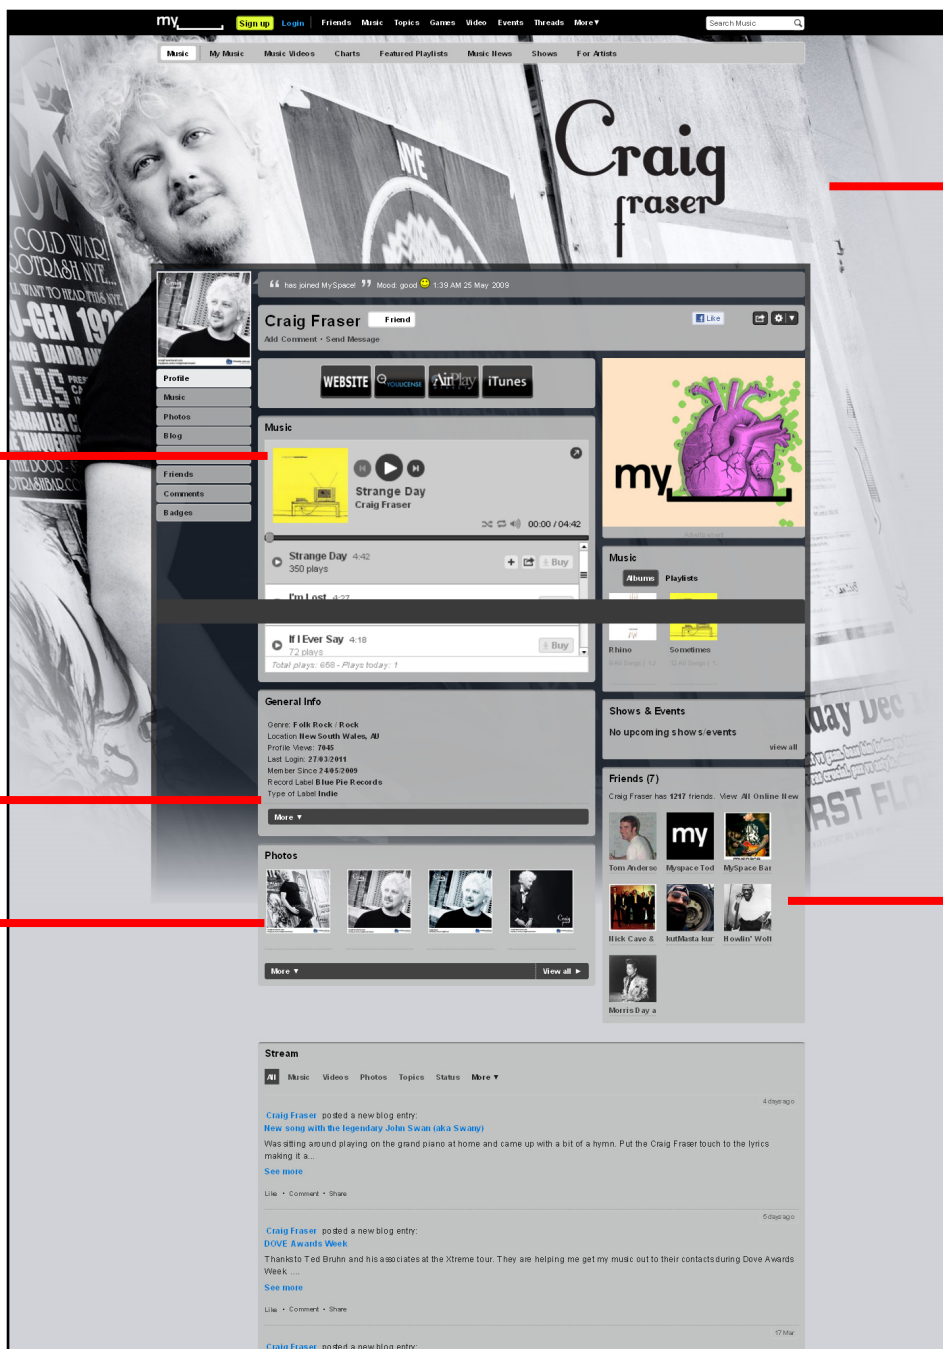 my
Sign up Login Friends Music Topics Games Video Events Threads More ▾
Search Music
Music My Music Music Videos Charts Featured Playlists Music News Shows For Artists
NYE
Craig
fraser
COLD WAR!
“ has joined MySpace! ” Mood: good 1:39 AM 25 May 2009
Craig Fraser Friend
Like
Add Comment • Send Message
WEBSITE YOULICENSE AirPlay iTunes
Profile
Music
Photos
Blog
Friends
Comments
Badges
Music
Strange Day
Craig Fraser
00:00 / 04:42
Strange Day 4:42
350 plays
Buy
I'm Lost 4:27
If I Ever Say 4:18
72 plays
Buy
Total plays: 656 - Plays today: 1
my
Music
Albums Playlists
Rhino Sometimes
General Info
Genre: Folk Rock / Rock
Location New South Wales, AU
Profile Views: 7045
Last Login: 27/03/2011
Member Since 24/05/2009
Record Label Blue Pie Records
Type of Label Indie
More ▾
Shows & Events
No upcoming shows/events
view all
Friends (7)
Craig Fraser has 1217 friends. View All Online New
my
Tom Anderso Myspace Tod MySpace Ban
Nick Cave & kutMasta kur Howlin' Wolf
Morris Day a
Photos
More ▾ View all ►
Stream
All Music Videos Photos Topics Status More ▾
4 days ago
Craig Fraser posted a new blog entry:
New song with the legendary John Swan (aka Swany)
Was sitting around playing on the grand piano at home and came up with a bit of a hymn. Put the Craig Fraser touch to the lyrics
making it a...
See more
Like • Comment • Share
5 days ago
Craig Fraser posted a new blog entry:
DOVE Awards Week
Thanks to Ted Bruhn and his associates at the Xtreme tour. They are helping me get my music out to their contacts during Dove Awards
Week. ....
See more
Like • Comment • Share
17 Mar
Craig Fraser posted a new blog entry: